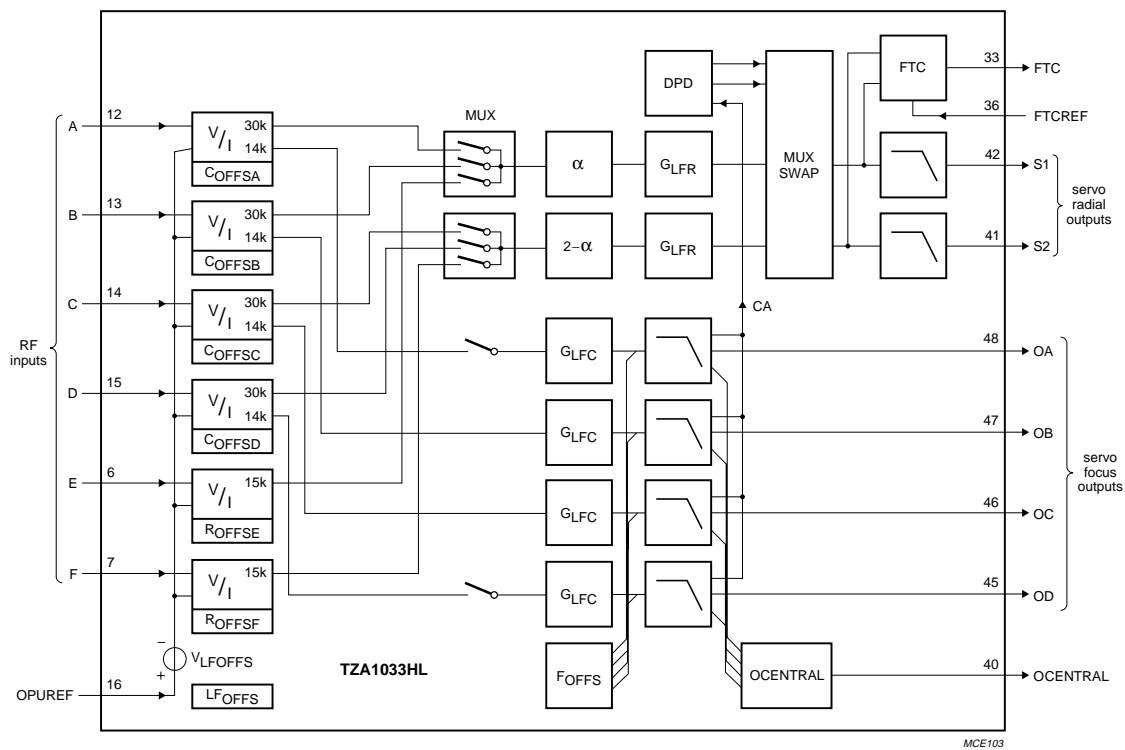 33
FTC
FTC
DPD
36
FTCREF
12
A
V/I
30k
14k
COFFSA
MUX
α
GLFR
MUX
SWAP
42
S1
servo
radial
outputs
13
B
V/I
30k
14k
COFFSB
2−α
GLFR
41
S2
14
C
V/I
30k
14k
COFFSC
CA
RF
inputs
GLFC
48
OA
15
D
V/I
30k
14k
COFFSD
GLFC
47
OB
servo
focus
outputs
6
E
V/I
15k
ROFFSE
GLFC
46
OC
7
F
V/I
15k
ROFFSF
GLFC
45
OD
−
VLFOFFS
+
TZA1033HL
FOFFS
OCENTRAL
40
OCENTRAL
OPUREF
16
LFOFFS
MCE103